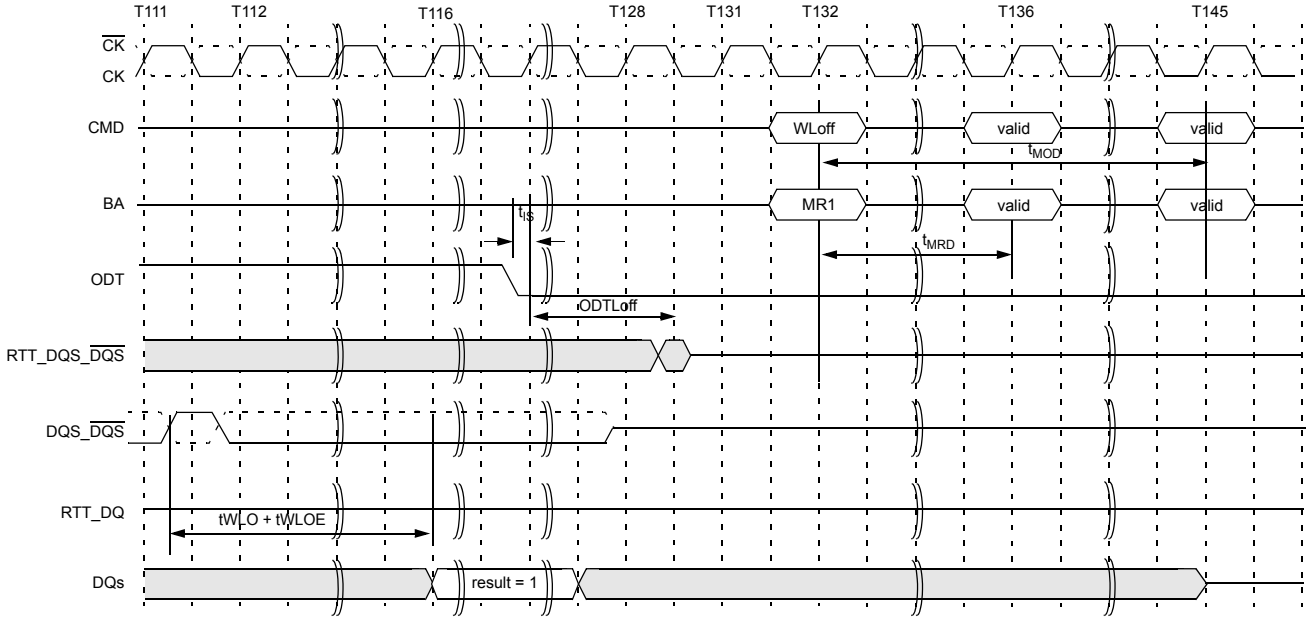 T111 T112 T116 T128 T131 T132 T136 T145
CK
CK
CMD WLoff valid valid
tMOD
BA MR1 valid valid
tIS
tMRD
ODT
ODTLoff
RTT_DQS_DQS
DQS_DQS
RTT_DQ
tWLO + tWLOE
DQs result = 1